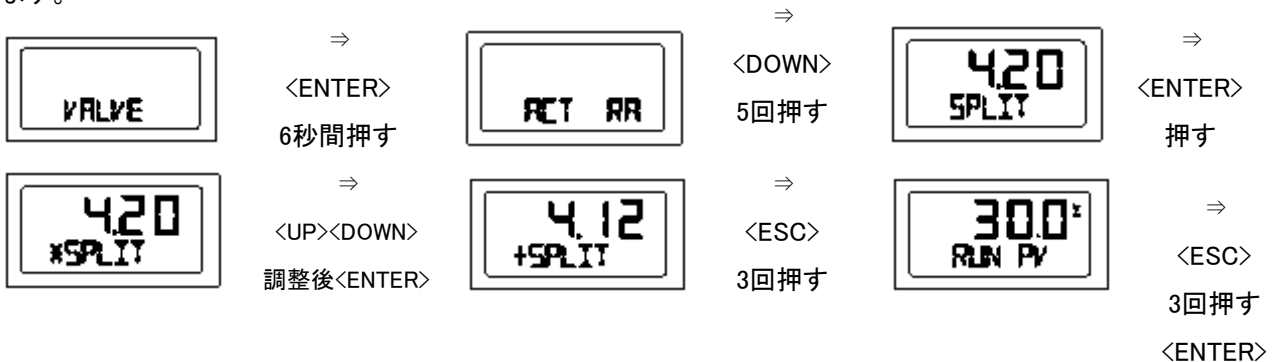 ます。
VALVE
⇒
<ENTER>
6秒間押す
ACT RA
⇒
<DOWN>
5回押す
4.20
SPLIT
⇒
<ENTER>
押す
4.20
*SPLIT
⇒
<UP><DOWN>
調整後<ENTER>
4.12
+SPLIT
⇒
<ESC>
3回押す
30.0%
RUN PV
⇒
<ESC>
3回押す
<ENTER>